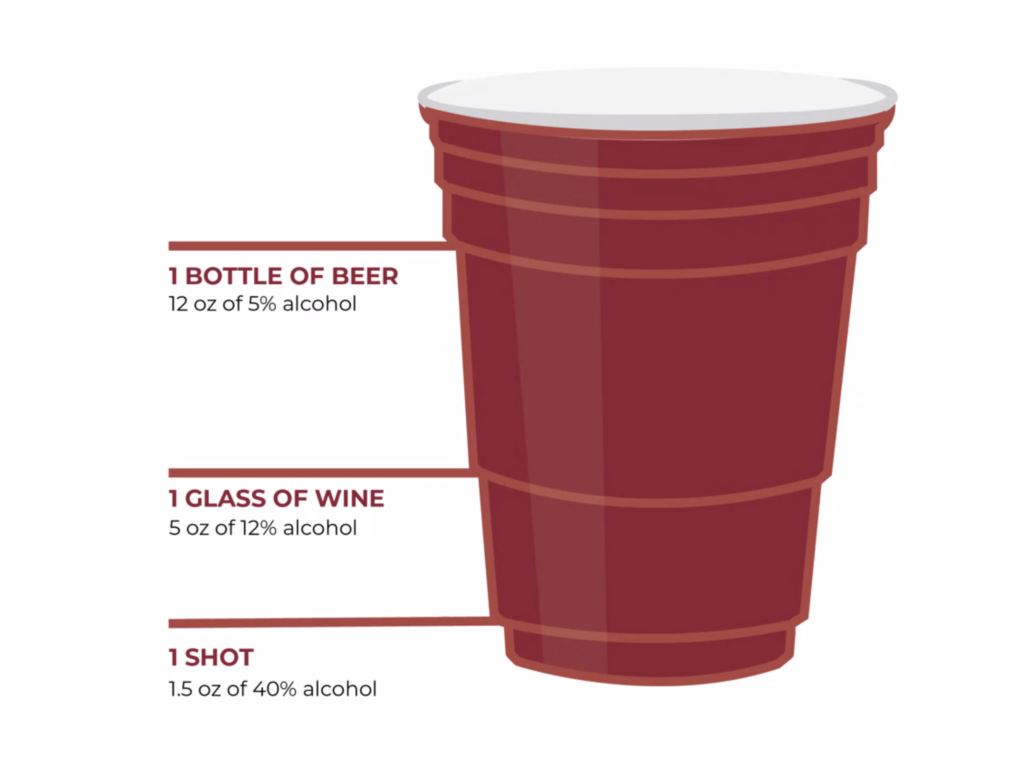 1 BOTTLE OF BEER
12 oz of 5% alcohol
1 GLASS OF WINE
5 oz of 12% alcohol
1 SHOT
1.5 oz of 40% alcohol